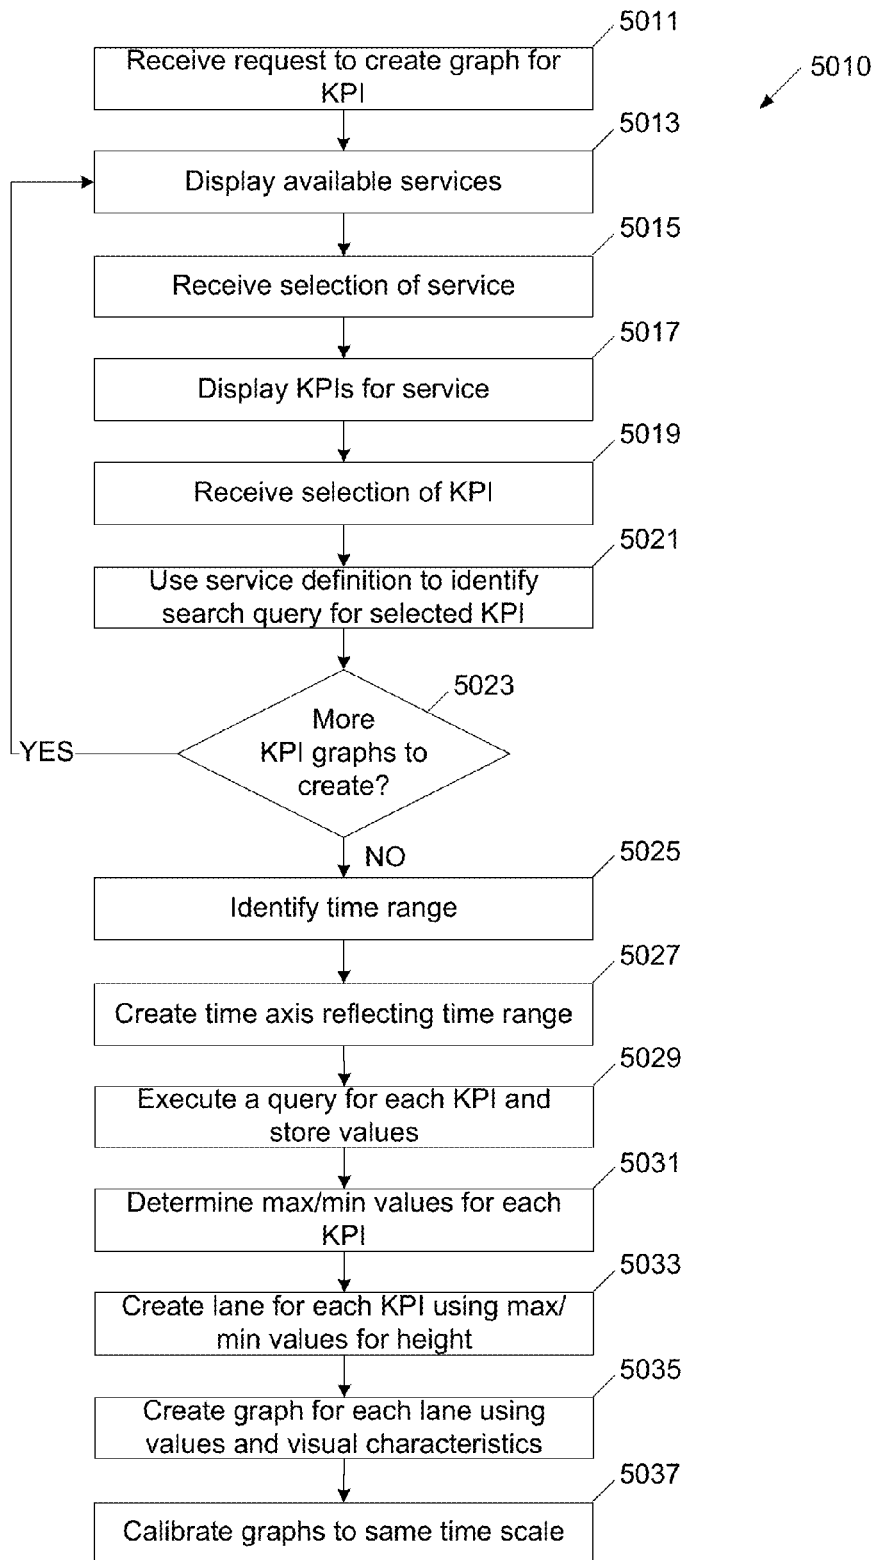 5011
Receive request to create graph for
KPI
5010
5013
Display available services
5015
Receive selection of service
5017
Display KPIs for service
5019
Receive selection of KPI
5021
Use service definition to identify
search query for selected KPI
5023
More
KPI graphs to
create?
YES
NO
5025
Identify time range
5027
Create time axis reflecting time range
5029
Execute a query for each KPI and
store values
5031
Determine max/min values for each
KPI
5033
Create lane for each KPI using max/
min values for height
5035
Create graph for each lane using
values and visual characteristics
5037
Calibrate graphs to same time scale